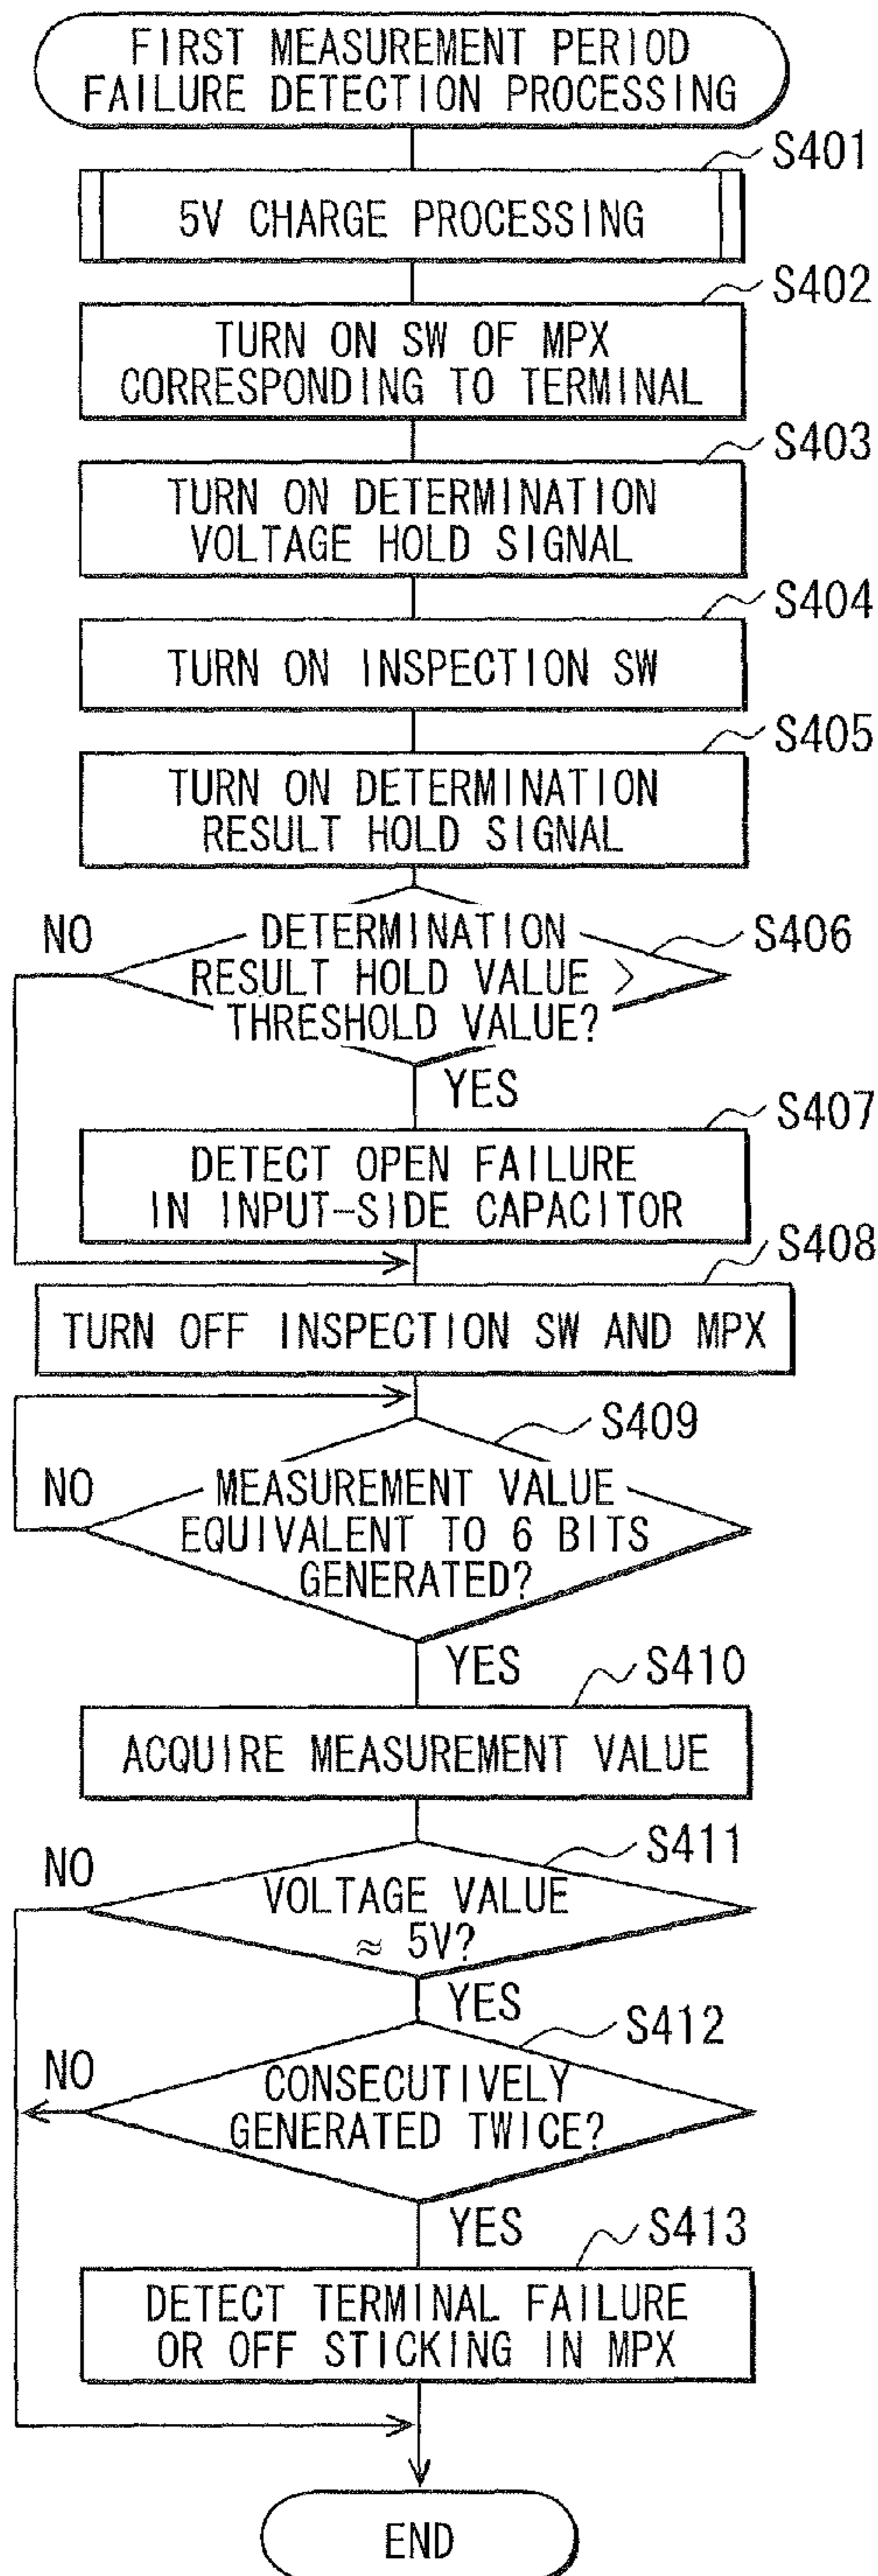 FIRST MEASUREMENT PERIOD
FAILURE DETECTION PROCESSING
S401
5V CHARGE PROCESSING
S402
TURN ON SW OF MPX
CORRESPONDING TO TERMINAL
S403
TURN ON DETERMINATION
VOLTAGE HOLD SIGNAL
S404
TURN ON INSPECTION SW
S405
TURN ON DETERMINATION
RESULT HOLD SIGNAL
NO
DETERMINATION
S406
RESULT HOLD VALUE >
THRESHOLD VALUE?
YES
S407
DETECT OPEN FAILURE
IN INPUT-SIDE CAPACITOR
S408
TURN OFF INSPECTION SW AND MPX
S409
NO
MEASUREMENT VALUE
EQUIVALENT TO 6 BITS
GENERATED?
YES
S410
ACQUIRE MEASUREMENT VALUE
S411
NO
VOLTAGE VALUE
≈ 5V?
YES
S412
NO
CONSECUTIVELY
GENERATED TWICE?
YES
S413
DETECT TERMINAL FAILURE
OR OFF STICKING IN MPX
END